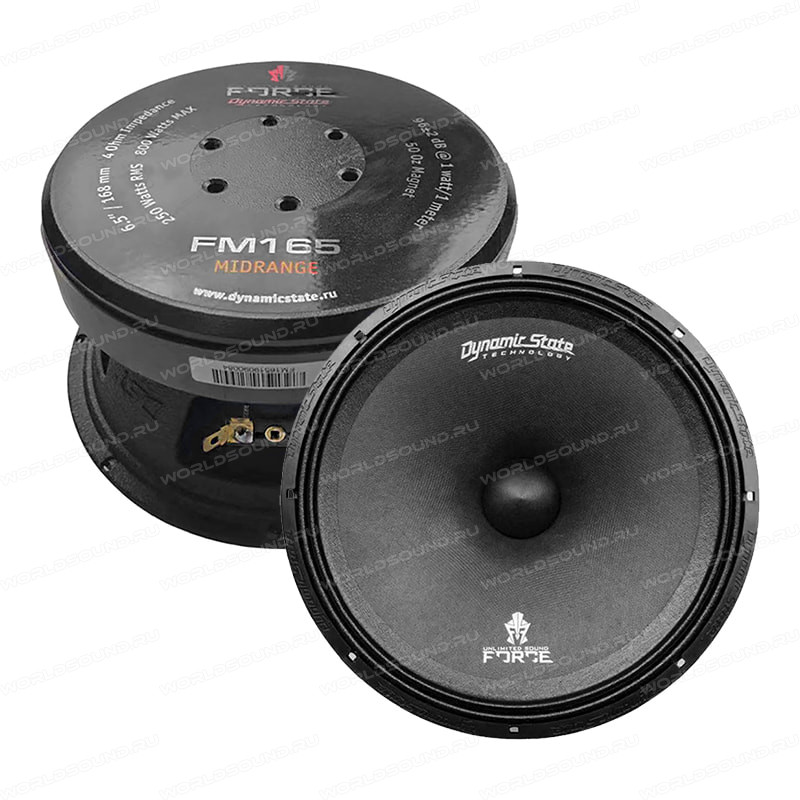 FORCE
Dynamic State
TECHNOLOGY
6.5" / 168 mm 4 Ohm Impedance
250 Watts RMS 800 Watts MAX
96±2 dB @ 1 watt/1 meter
50 Oz Magnet
FM165
MIDRANGE
www.dynamicstate.ru
Dynamic State
TECHNOLOGY
UNLIMITED SOUND
FORCE
WORLDSOUND.RU